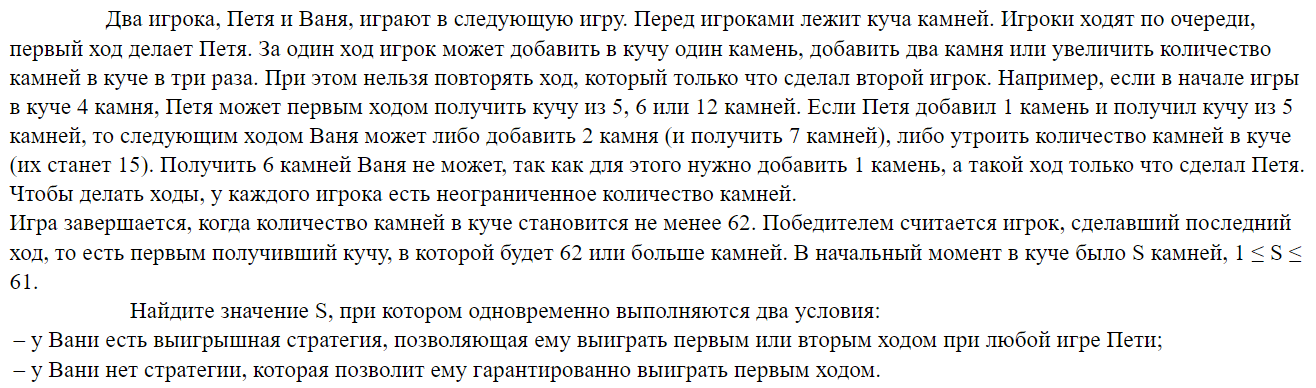 Два игрока, Петя и Ваня, играют в следующую игру. Перед игроками лежит куча камней. Игроки ходят по очереди,
первый ход делает Петя. За один ход игрок может добавить в кучу один камень, добавить два камня или увеличить количество
камней в куче в три раза. При этом нельзя повторять ход, который только что сделал второй игрок. Например, если в начале игры
в куче 4 камня, Петя может первым ходом получить кучу из 5, 6 или 12 камней. Если Петя добавил 1 камень и получил кучу из 5
камней, то следующим ходом Ваня может либо добавить 2 камня (и получить 7 камней), либо утроить количество камней в куче
(их станет 15). Получить 6 камней Ваня не может, так как для этого нужно добавить 1 камень, а такой ход только что сделал Петя.
Чтобы делать ходы, у каждого игрока есть неограниченное количество камней.
Игра завершается, когда количество камней в куче становится не менее 62. Победителем считается игрок, сделавший последний
ход, то есть первым получивший кучу, в которой будет 62 или больше камней. В начальный момент в куче было S камней, 1 ≤ S ≤
61.
Найдите значение S, при котором одновременно выполняются два условия:
– у Вани есть выигрышная стратегия, позволяющая ему выиграть первым или вторым ходом при любой игре Пети;
– у Вани нет стратегии, которая позволит ему гарантированно выиграть первым ходом.